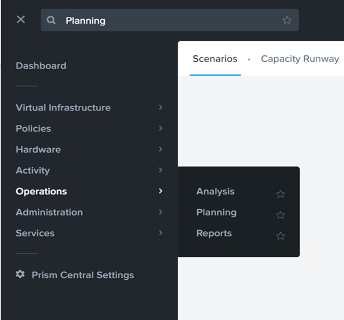 Planning
Scenarios · Capacity Runway
Dashboard
Virtual Infrastructure
Policies
Hardware
Activity
Operations
Administration
Services
Prism Central Settings
Analysis
Planning
Reports